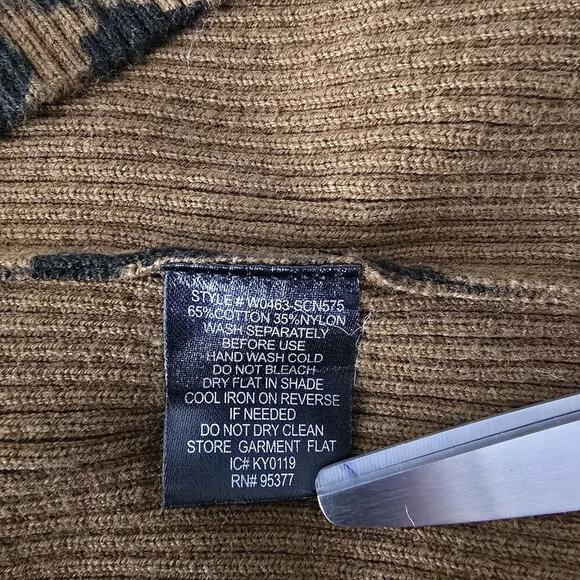 STYLE # W0463-SCN575
65%COTTON 35%NYLON
WASH SEPARATELY
BEFORE USE
HAND WASH COLD
DO NOT BLEACH
DRY FLAT IN SHADE
COOL IRON ON REVERSE
IF NEEDED
DO NOT DRY CLEAN
STORE GARMENT FLAT
IC# KY0119
RN# 95377